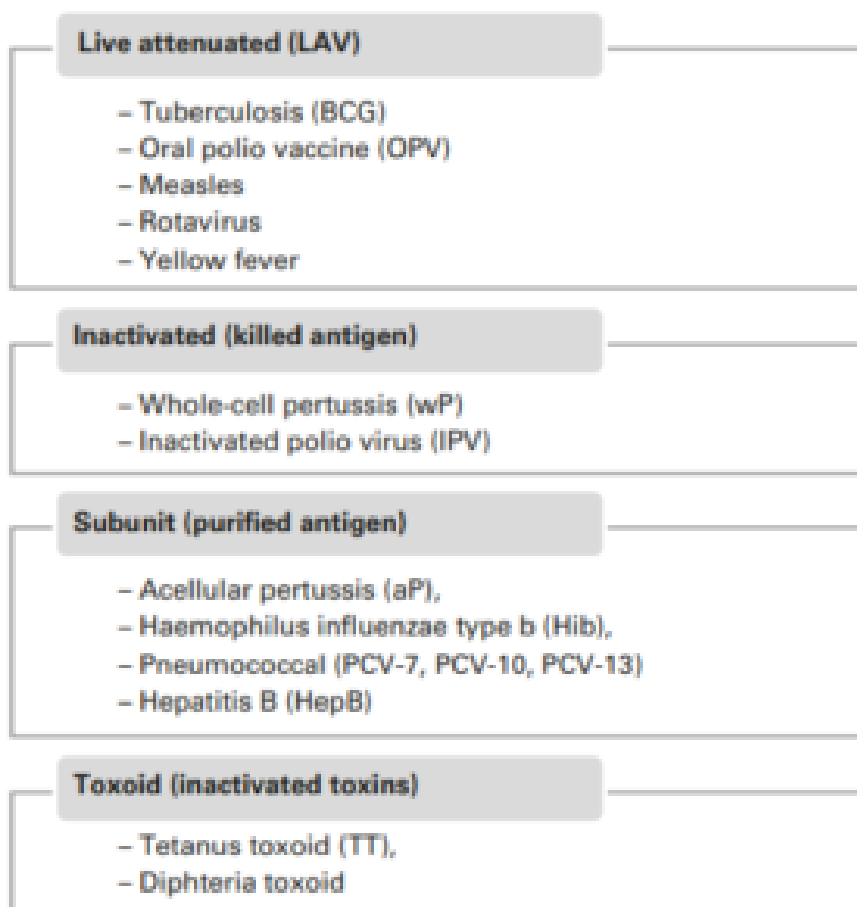 Live attenuated (LAV)
– Tuberculosis (BCG)
– Oral polio vaccine (OPV)
– Measles
– Rotavirus
– Yellow fever
Inactivated (killed antigen)
– Whole-cell pertussis (wP)
– Inactivated polio virus (IPV)
Subunit (purified antigen)
– Acellular pertussis (aP),
– Haemophilus influenzae type b (Hib),
– Pneumococcal (PCV-7, PCV-10, PCV-13)
– Hepatitis B (HepB)
Toxoid (inactivated toxins)
– Tetanus toxoid (TT),
– Diphteria toxoid